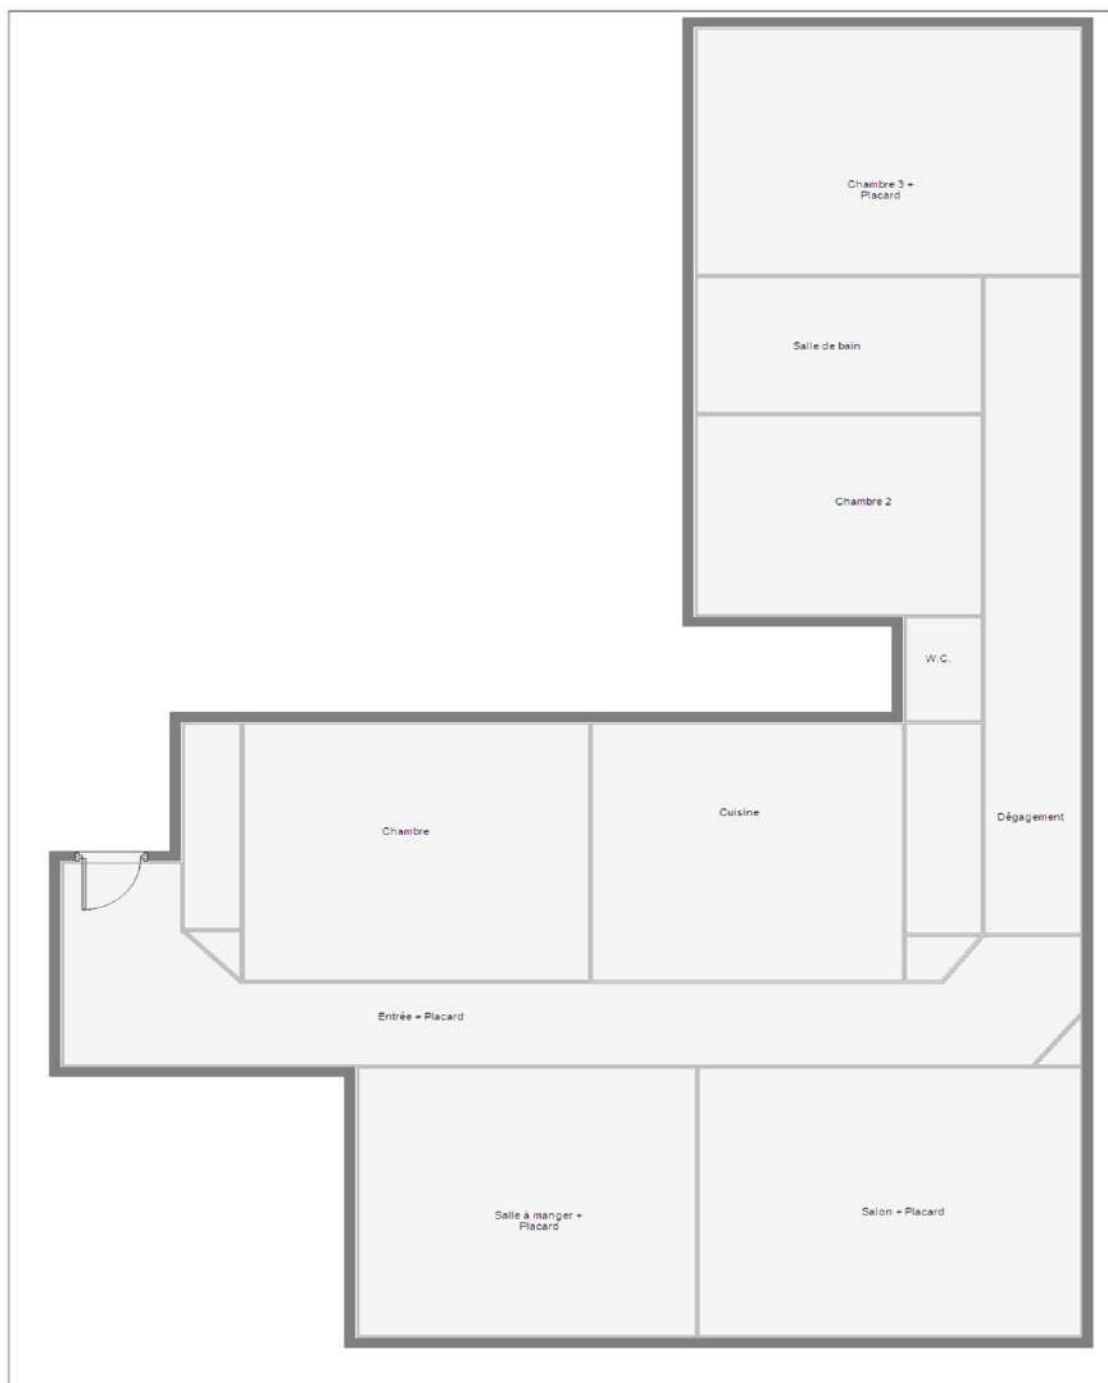 Chambre 3 +
Placard
Salle de bain
Chambre 2
W.C.
Cuisine
Dégagement
Chambre
Entrée + Placard
Salle à manger +
Placard
Salon + Placard